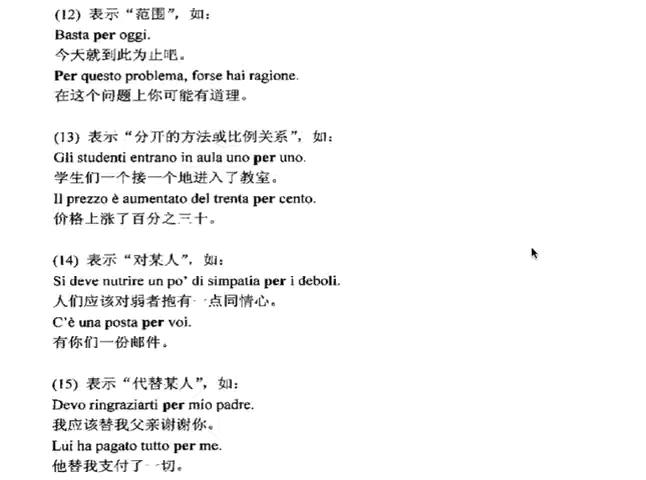 (12) 表示“范围”，如：
Basta per oggi.
今天就到此为止吧。
Per questo problema, forse hai ragione.
在这个问题上你可能有道理。
(13) 表示“分开的方法或比例关系”，如：
Gli studenti entrano in aula uno per uno.
学生们一个接一个地进入了教室。
Il prezzo è aumentato del trenta per cento.
价格上涨了百分之三十。
(14) 表示“对某人”，如：
Si deve nutrire un po’ di simpatia per i deboli.
人们应该对弱者抱有一点同情心。
C’è una posta per voi.
有你们一份邮件。
(15) 表示“代替某人”，如：
Devo ringraziarti per mio padre.
我应该替我父亲谢谢你。
Lui ha pagato tutto per me.
他替我支付了一切。